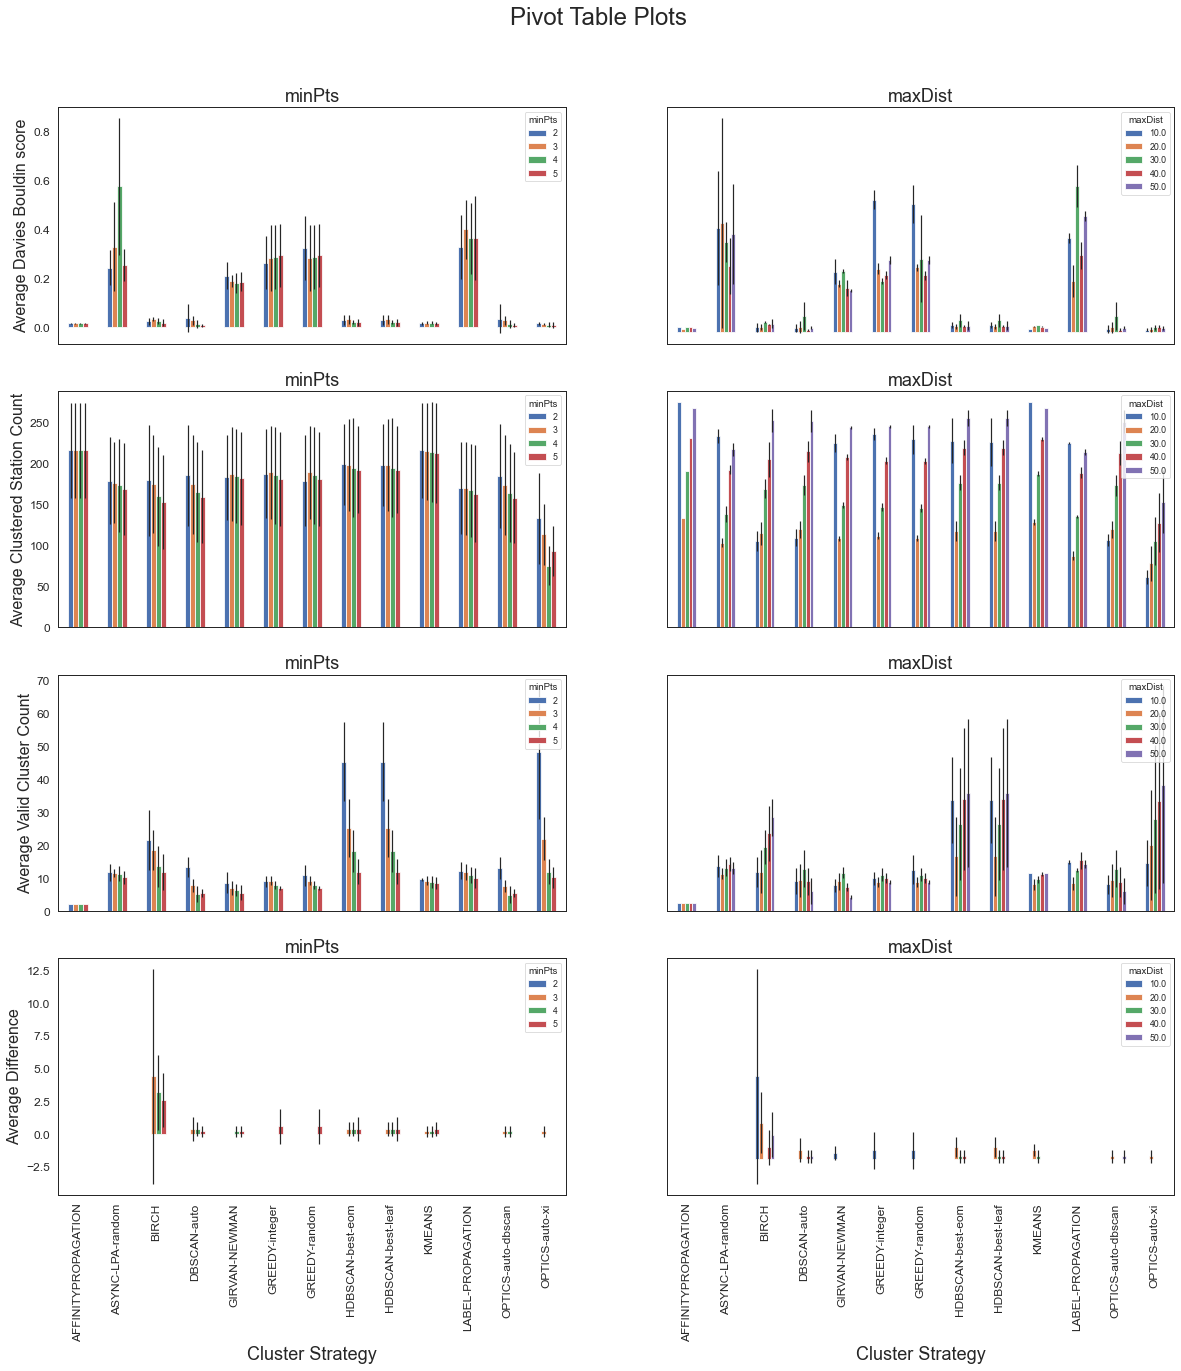 Pivot Table Plots
minPts
maxDist
Average Davies Bouldin score
0.8
0.6
0.4
0.2
0.0
minPts
2
3
4
5
maxDist
10.0
20.0
30.0
40.0
50.0
minPts
maxDist
Average Clustered Station Count
250
200
150
100
50
0
minPts
2
3
4
5
maxDist
10.0
20.0
30.0
40.0
50.0
minPts
maxDist
Average Valid Cluster Count
70
60
50
40
30
20
10
0
minPts
2
3
4
5
maxDist
10.0
20.0
30.0
40.0
50.0
minPts
maxDist
Average Difference
12.5
10.0
7.5
5.0
2.5
0.0
−2.5
minPts
2
3
4
5
maxDist
10.0
20.0
30.0
40.0
50.0
AFFINITYPROPAGATION
ASYNC-LPA-random
BIRCH
DBSCAN-auto
GIRVAN-NEWMAN
GREEDY-integer
GREEDY-random
HDBSCAN-best-eom
HDBSCAN-best-leaf
KMEANS
LABEL-PROPAGATION
OPTICS-auto-dbscan
OPTICS-auto-xi
AFFINITYPROPAGATION
ASYNC-LPA-random
BIRCH
DBSCAN-auto
GIRVAN-NEWMAN
GREEDY-integer
GREEDY-random
HDBSCAN-best-eom
HDBSCAN-best-leaf
KMEANS
LABEL-PROPAGATION
OPTICS-auto-dbscan
OPTICS-auto-xi
Cluster Strategy
Cluster Strategy